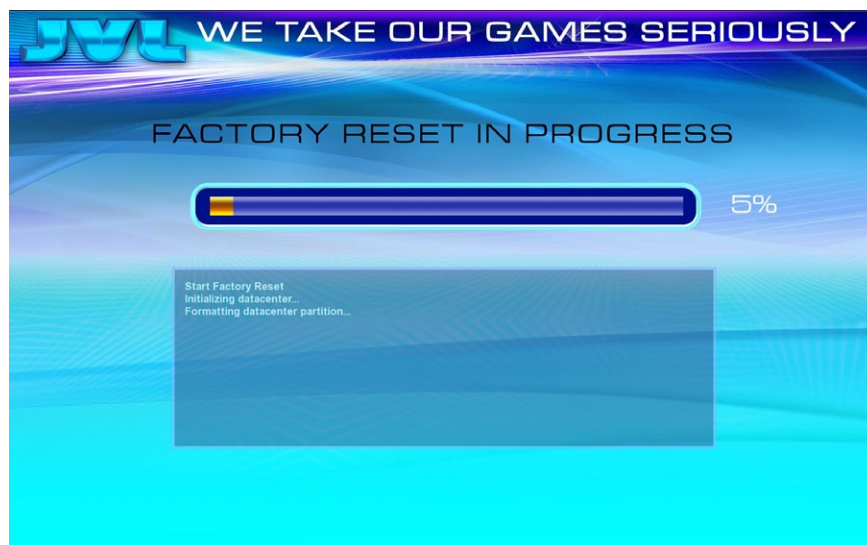 JVL WE TAKE OUR GAMES SERIOUSLY
FACTORY RESET IN PROGRESS
5%
Start Factory Reset
Initializing datacenter...
Formatting datacenter partition...